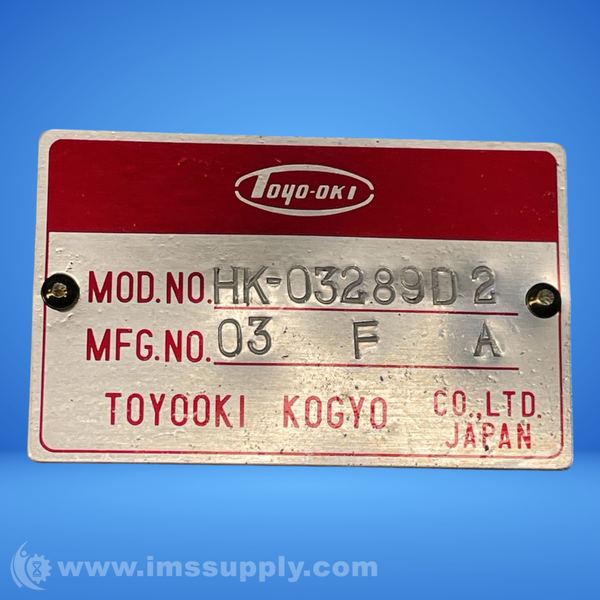 TOYO-OKI
MOD.NO. HK-03289D2
MFG.NO. 03 F A
TOYOOKI KOGYO CO.,LTD.
JAPAN
www.imssupply.com